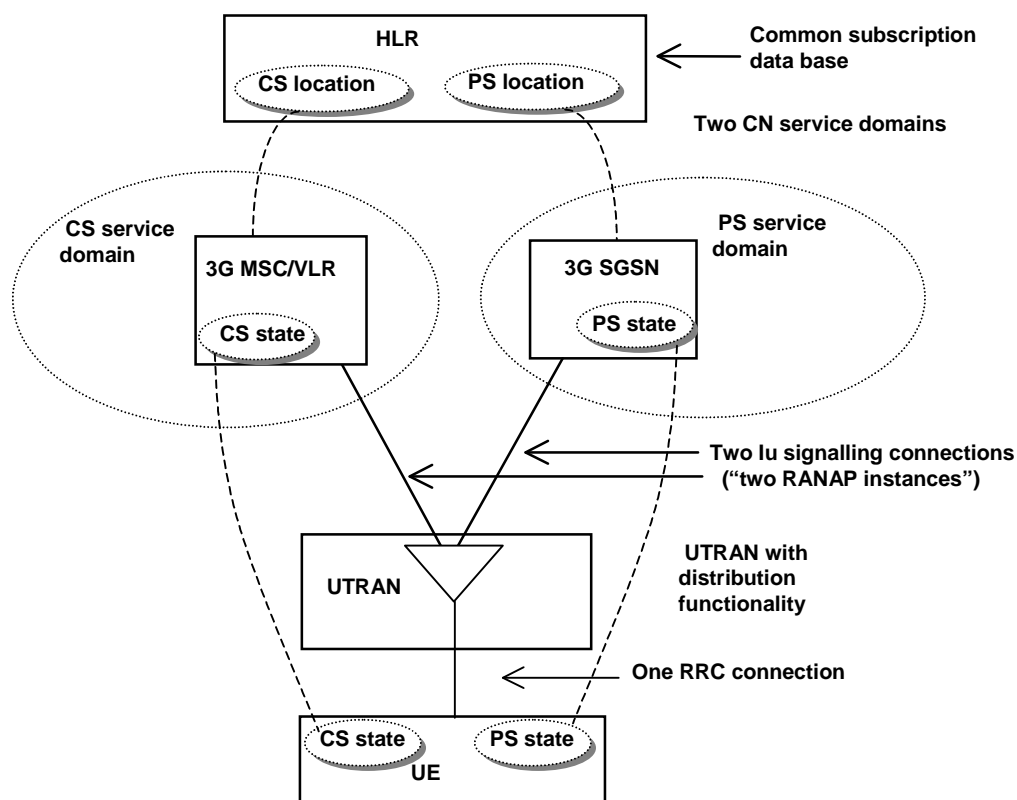 HLR
Common subscription
data base
CS location
PS location
Two CN service domains
CS service
domain
PS service
domain
3G MSC/VLR
3G SGSN
CS state
PS state
Two Iu signalling connections
(“two RANAP instances”)
UTRAN
UTRAN with
distribution
functionality
One RRC connection
CS state
PS state
UE